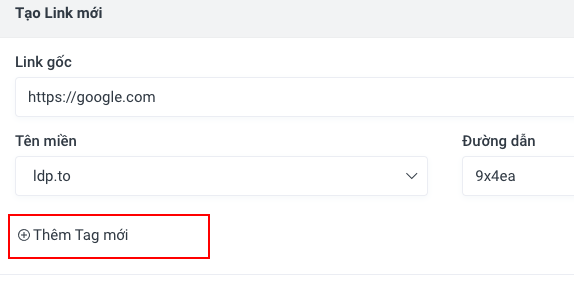 Tạo Link mới
Link gốc
https://google.com
Tên miền
Đường dẫn
ldp.to
9x4ea
Thêm Tag mới